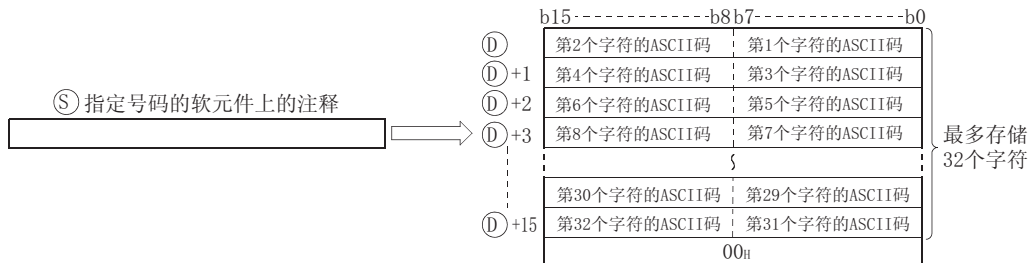 b15 b8 b7 b0
Ⓓ 第2个字符的ASCII码 第1个字符的ASCII码
Ⓓ+1 第4个字符的ASCII码 第3个字符的ASCII码
Ⓢ 指定号码的软元件上的注释
Ⓓ+2 第6个字符的ASCII码 第5个字符的ASCII码
Ⓓ+3 第8个字符的ASCII码 第7个字符的ASCII码
最多存储
32个字符
第30个字符的ASCII码 第29个字符的ASCII码
Ⓓ+15 第32个字符的ASCII码 第31个字符的ASCII码
00H